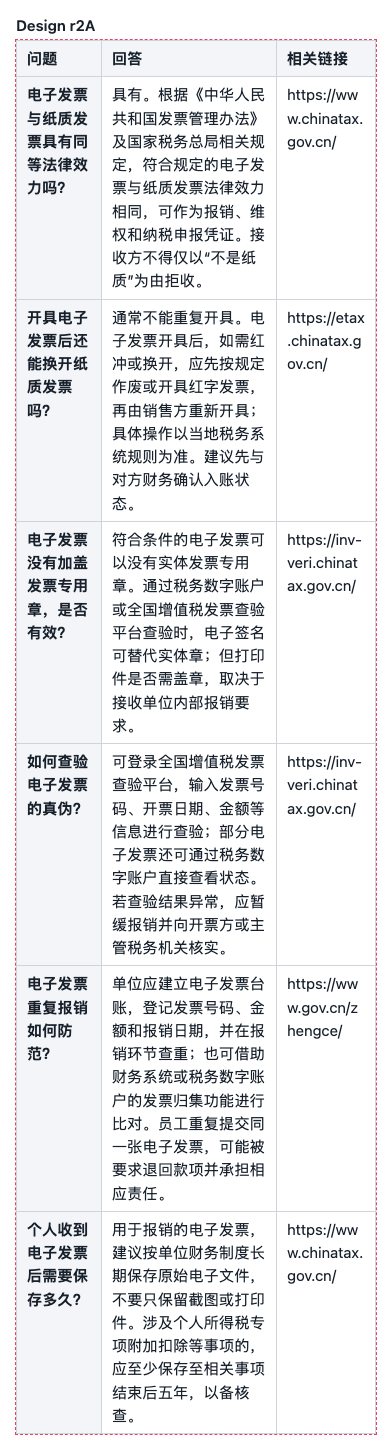 Design r2A
问题 回答 相关链接
电子发票
与纸质发
票具有同
等法律效
力吗?
具有。根据《中华人民
共和国发票管理办法》
及国家税务总局相关规
定，符合规定的电子发
票与纸质发票法律效力
相同，可作为报销、维
权和纳税申报凭证。接
收方不得仅以“不是纸
质”为由拒收。
https://ww
w.chinatax.
gov.cn/
开具电子
发票后还
能换开纸
质发票
吗?
通常不能重复开具。电
子发票开具后，如需红
冲或换开，应先按规定
作废或开具红字发票，
再由销售方重新开具；
具体操作以当地税务系
统规则为准。建议先与
对方财务确认入账状
态。
https://etax
.chinatax.g
ov.cn/
电子发票
没有加盖
发票专用
章，是否
有效?
符合条件的电子发票可
以没有实体发票专用
章。通过税务数字账户
或全国增值税发票查验
平台查验时，电子签名
可替代实体章；但打印
件是否需盖章，取决于
接收单位内部报销要
求。
https://inv-
veri.chinat
ax.gov.cn/
如何查验
电子发票
的真伪?
可登录全国增值税发票
查验平台，输入发票号
码、开票日期、金额等
信息进行查验；部分电
子发票还可通过税务数
字账户直接查看状态。
若查验结果异常，应暂
缓报销并向开票方或主
管税务机关核实。
https://inv-
veri.chinat
ax.gov.cn/
电子发票
重复报销
如何防
范?
单位应建立电子发票台
账，登记发票号码、金
额和报销日期，并在报
销环节查重；也可借助
财务系统或税务数字账
户的发票归集功能进行
比对。员工重复提交同
一张电子发票，可能被
要求退回款项并承担相
应责任。
https://ww
w.gov.cn/z
hengce/
个人收到
电子发票
后需要保
存多久?
用于报销的电子发票，
建议按单位财务制度长
期保存原始电子文件，
不要只保留截图或打印
件。涉及个人所得税专
项附加扣除等事项的，
应至少保存至相关事项
结束后五年，以备核
查。
https://ww
w.chinatax.
gov.cn/